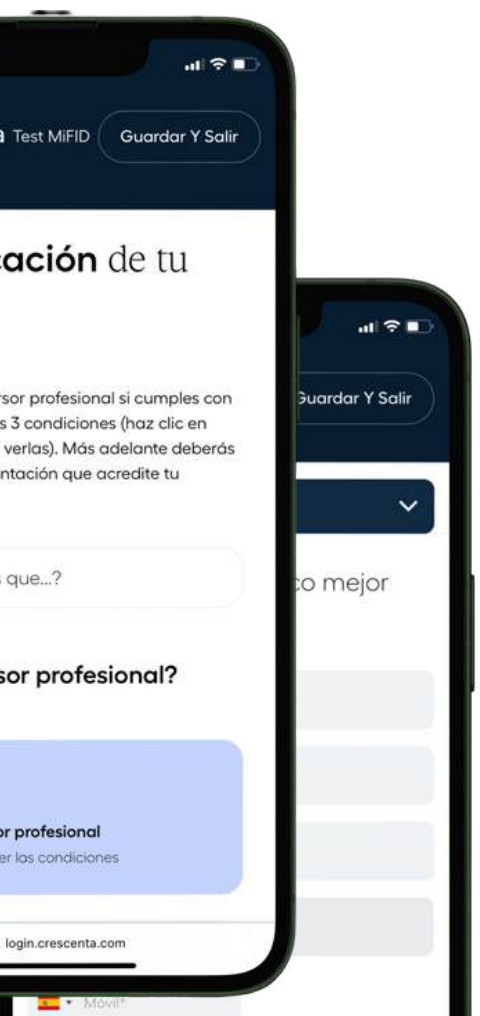 a Test MiFID Guardar Y Salir
cación de tu
rsor profesional si cumples con
s 3 condiciones (haz clic en
verlas). Más adelante deberás
ntación que acredite tu
s que...?
sor profesional?
or profesional
er las condiciones
login.crescenta.com
Guardar Y Salir
co mejor
Móvil*